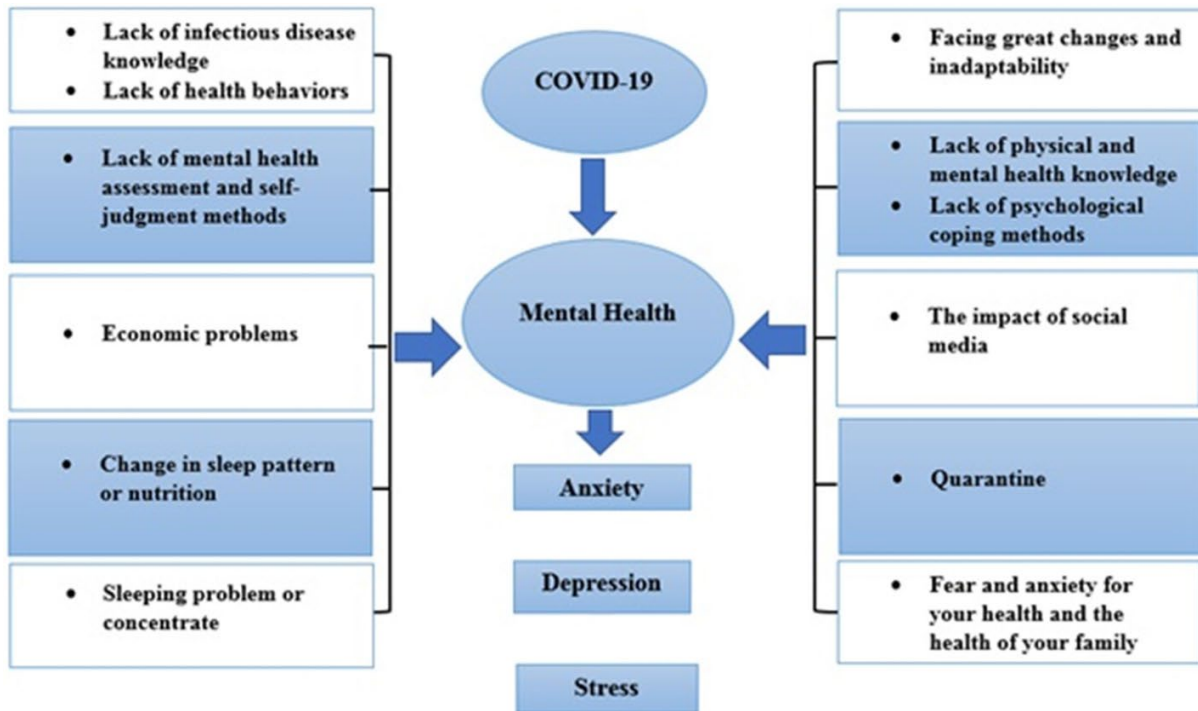 • Lack of infectious disease
knowledge
• Lack of health behaviors
• Lack of mental health
assessment and self-
judgment methods
• Economic problems
• Change in sleep pattern
or nutrition
• Sleeping problem or
concentrate
COVID-19
Mental Health
Anxiety
Depression
Stress
• Facing great changes and
inadaptability
• Lack of physical and
mental health knowledge
• Lack of psychological
coping methods
• The impact of social
media
• Quarantine
• Fear and anxiety for
your health and the
health of your family